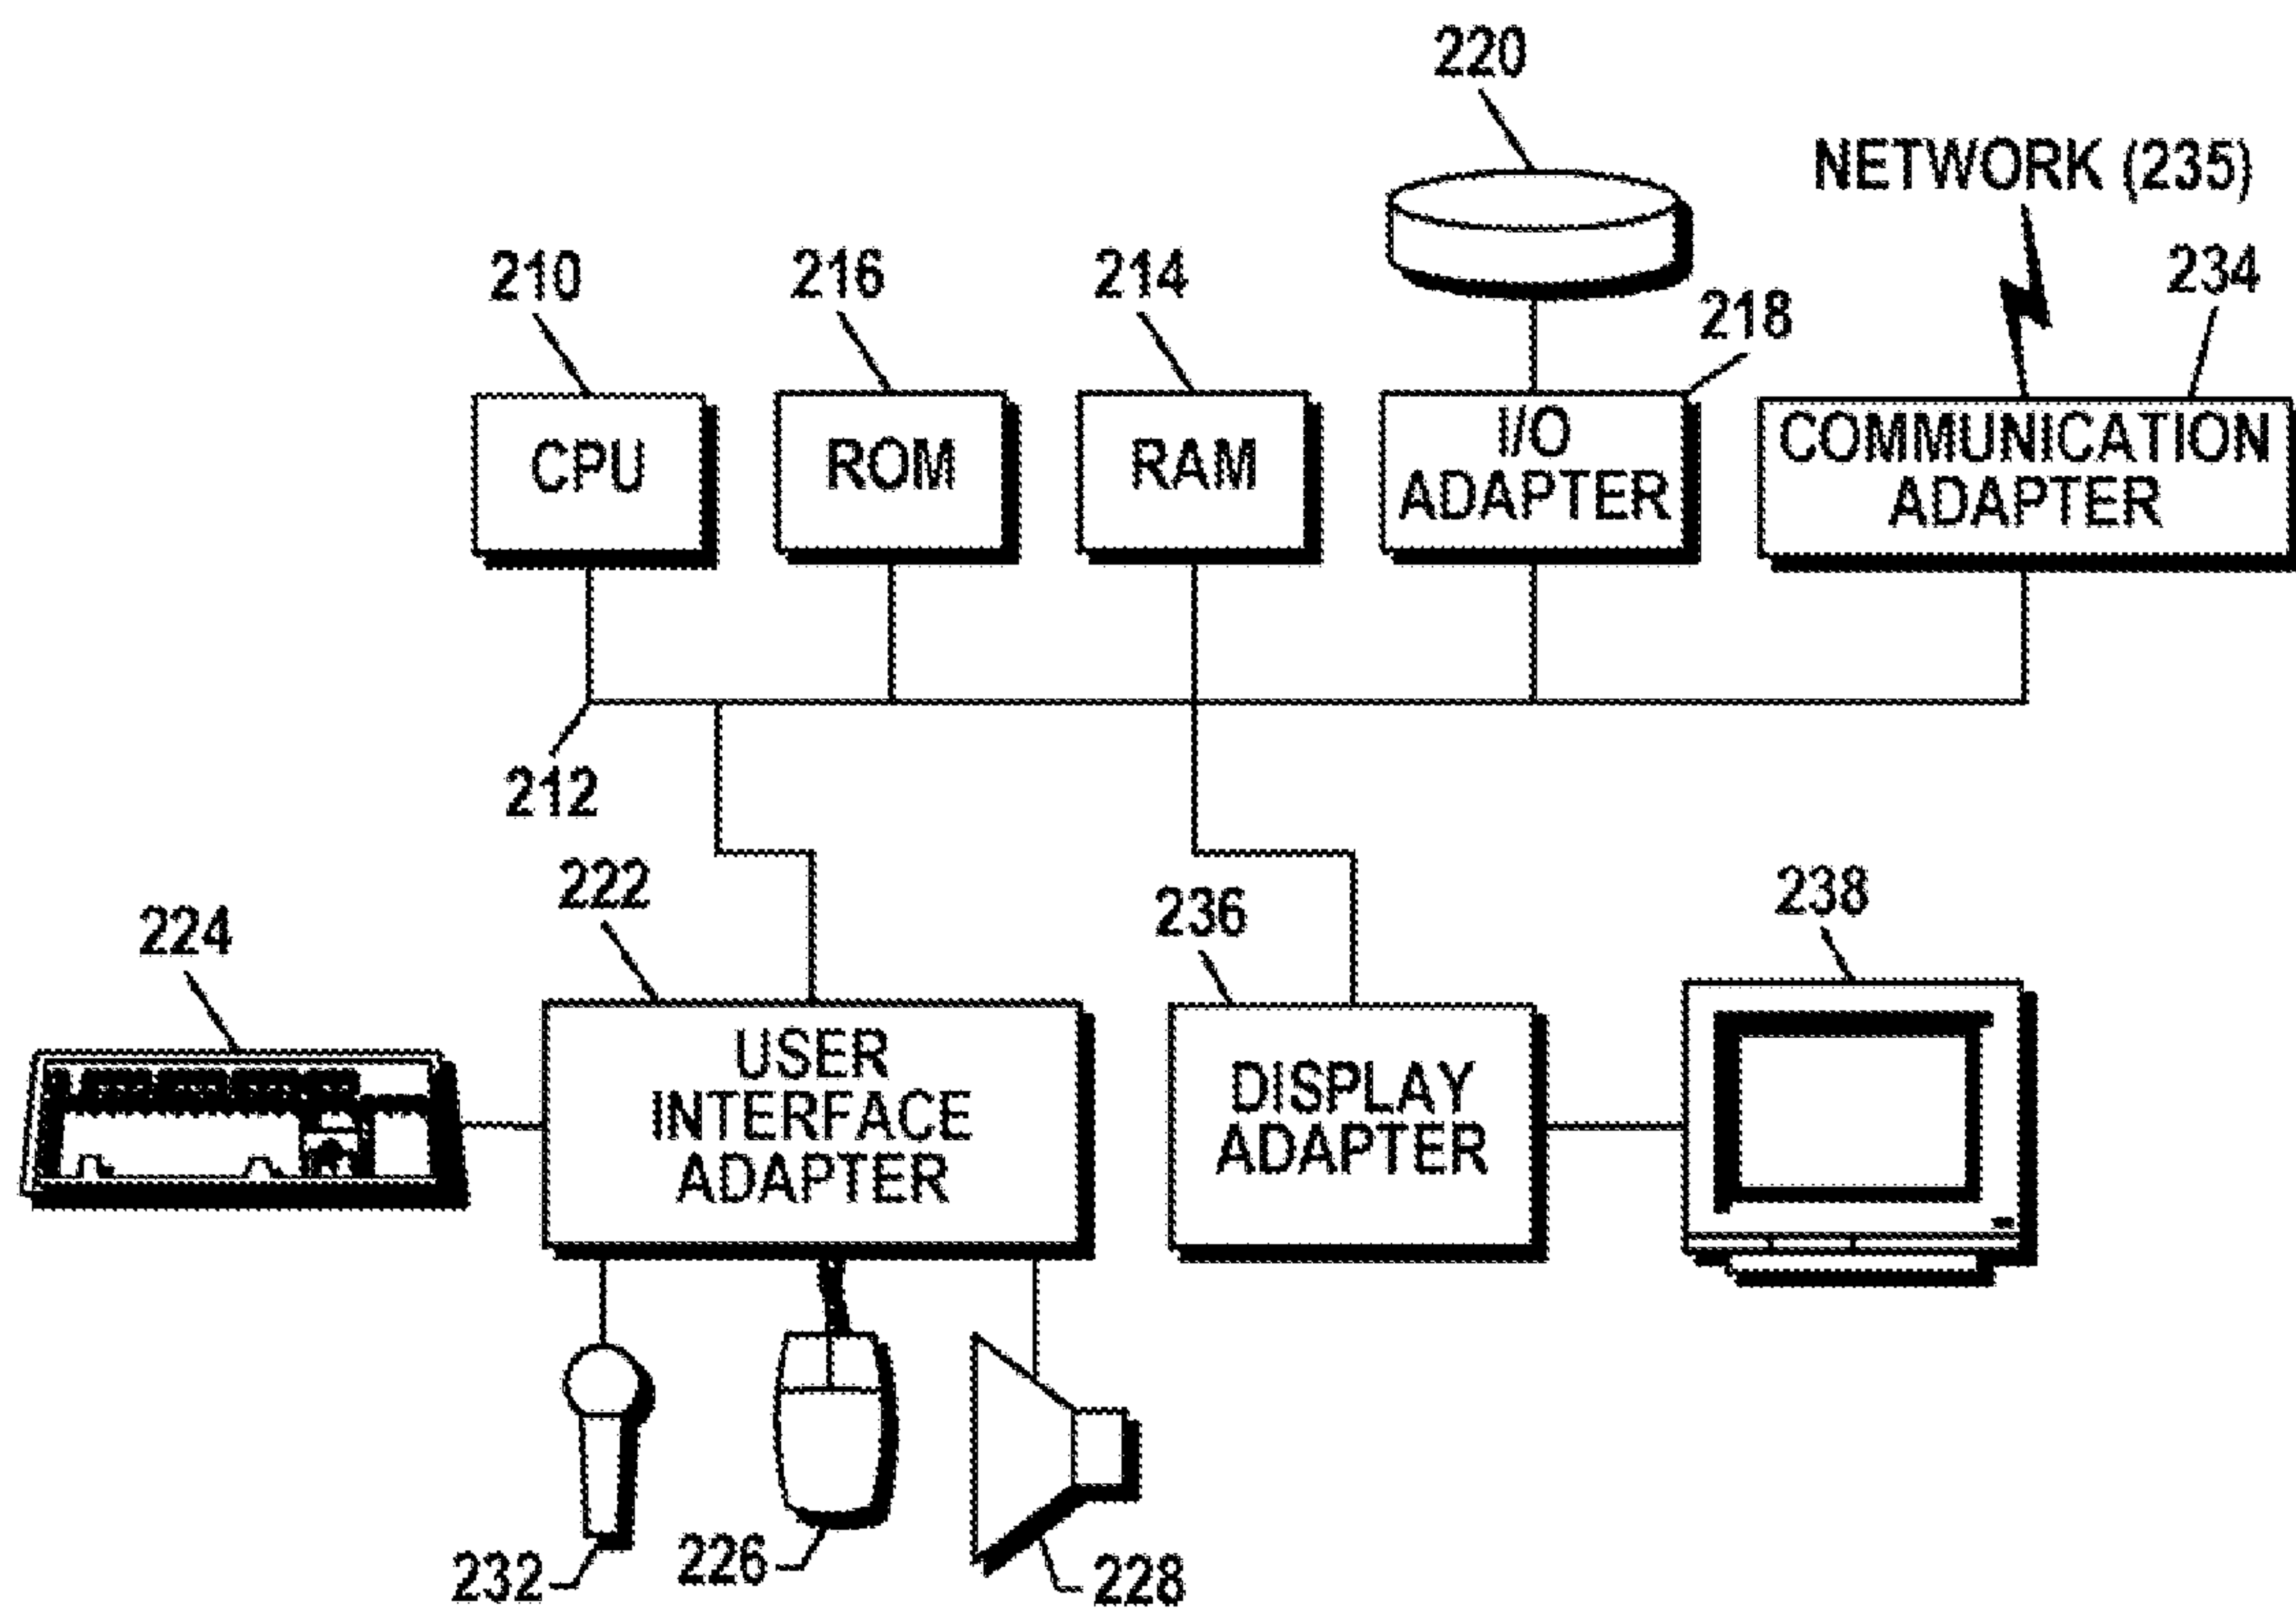 220
NETWORK (235)
210
216
214
218
234
CPU
ROM
RAM
I/O
ADAPTER
COMMUNICATION
ADAPTER
212
222
224
236
238
USER
INTERFACE
ADAPTER
DISPLAY
ADAPTER
232
226
228